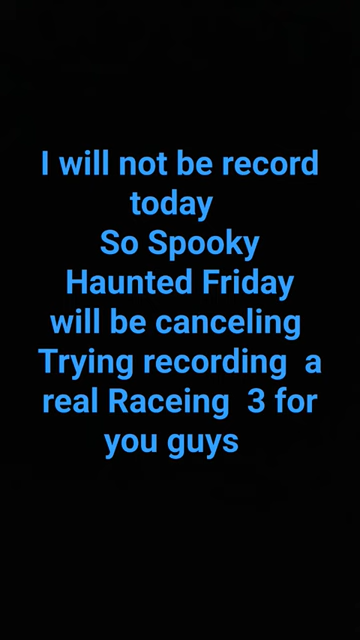 I will not be record
today
So Spooky
Haunted Friday
will be canceling
Trying recording a
real Raceing 3 for
you guys